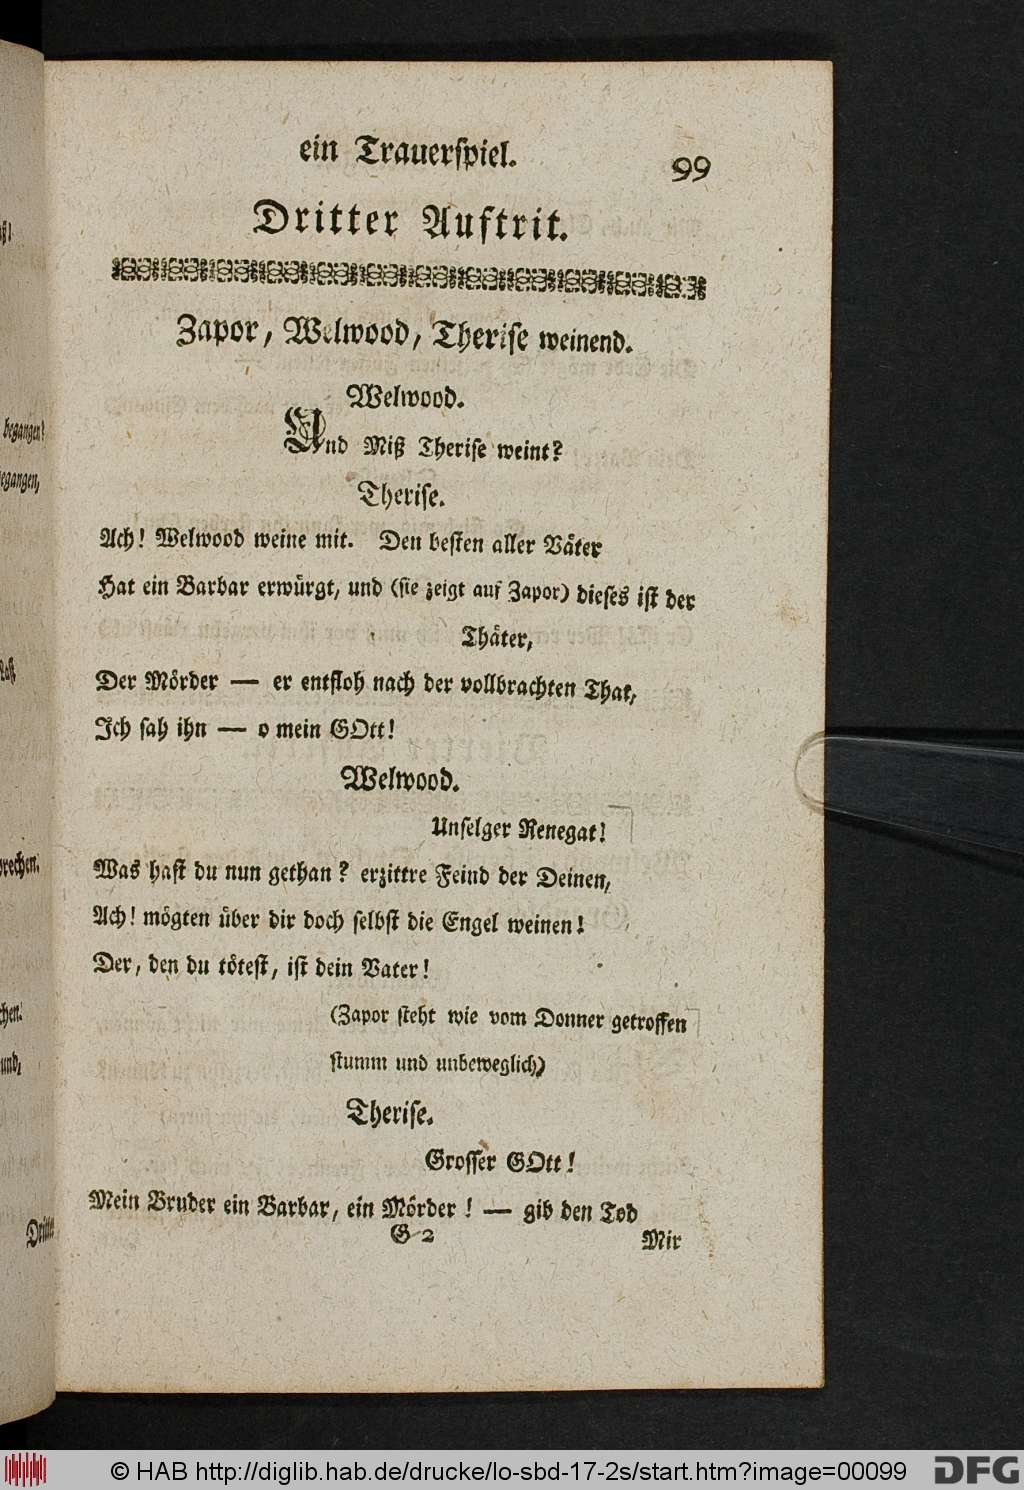 ein Trauerspiel.
99
Dritter Auftrit.
Zapor, Welwood, Therise weinend.
Welwood.
Und Miß Therise weint?
Therise.
Ach! Welwood weine mit. Den besten aller Väter
Hat ein Barbar erwürgt, und (sie zeigt auf Zapor) dieses ist der
Thäter,
Der Mörder — er entfloh nach der vollbrachten That,
Ich sah ihn — o mein GOtt!
Welwood.
Unselger Renegat!
Was hast du nun gethan? erzittre Feind der Deinen,
Ach! mögten über dir doch selbst die Engel weinen!
Der, den du tötest, ist dein Vater!
(Zapor steht wie vom Donner getroffen
stumm und unbeweglich)
Therise.
Grosser GOtt!
Mein Bruder ein Barbar, ein Mörder! — gib den Tod
G 2
Mir
begangen!
egangen,
brechen.
chen.
und,
Dritte
© HAB http://diglib.hab.de/drucke/lo-sbd-17-2s/start.htm?image=00099
DFG